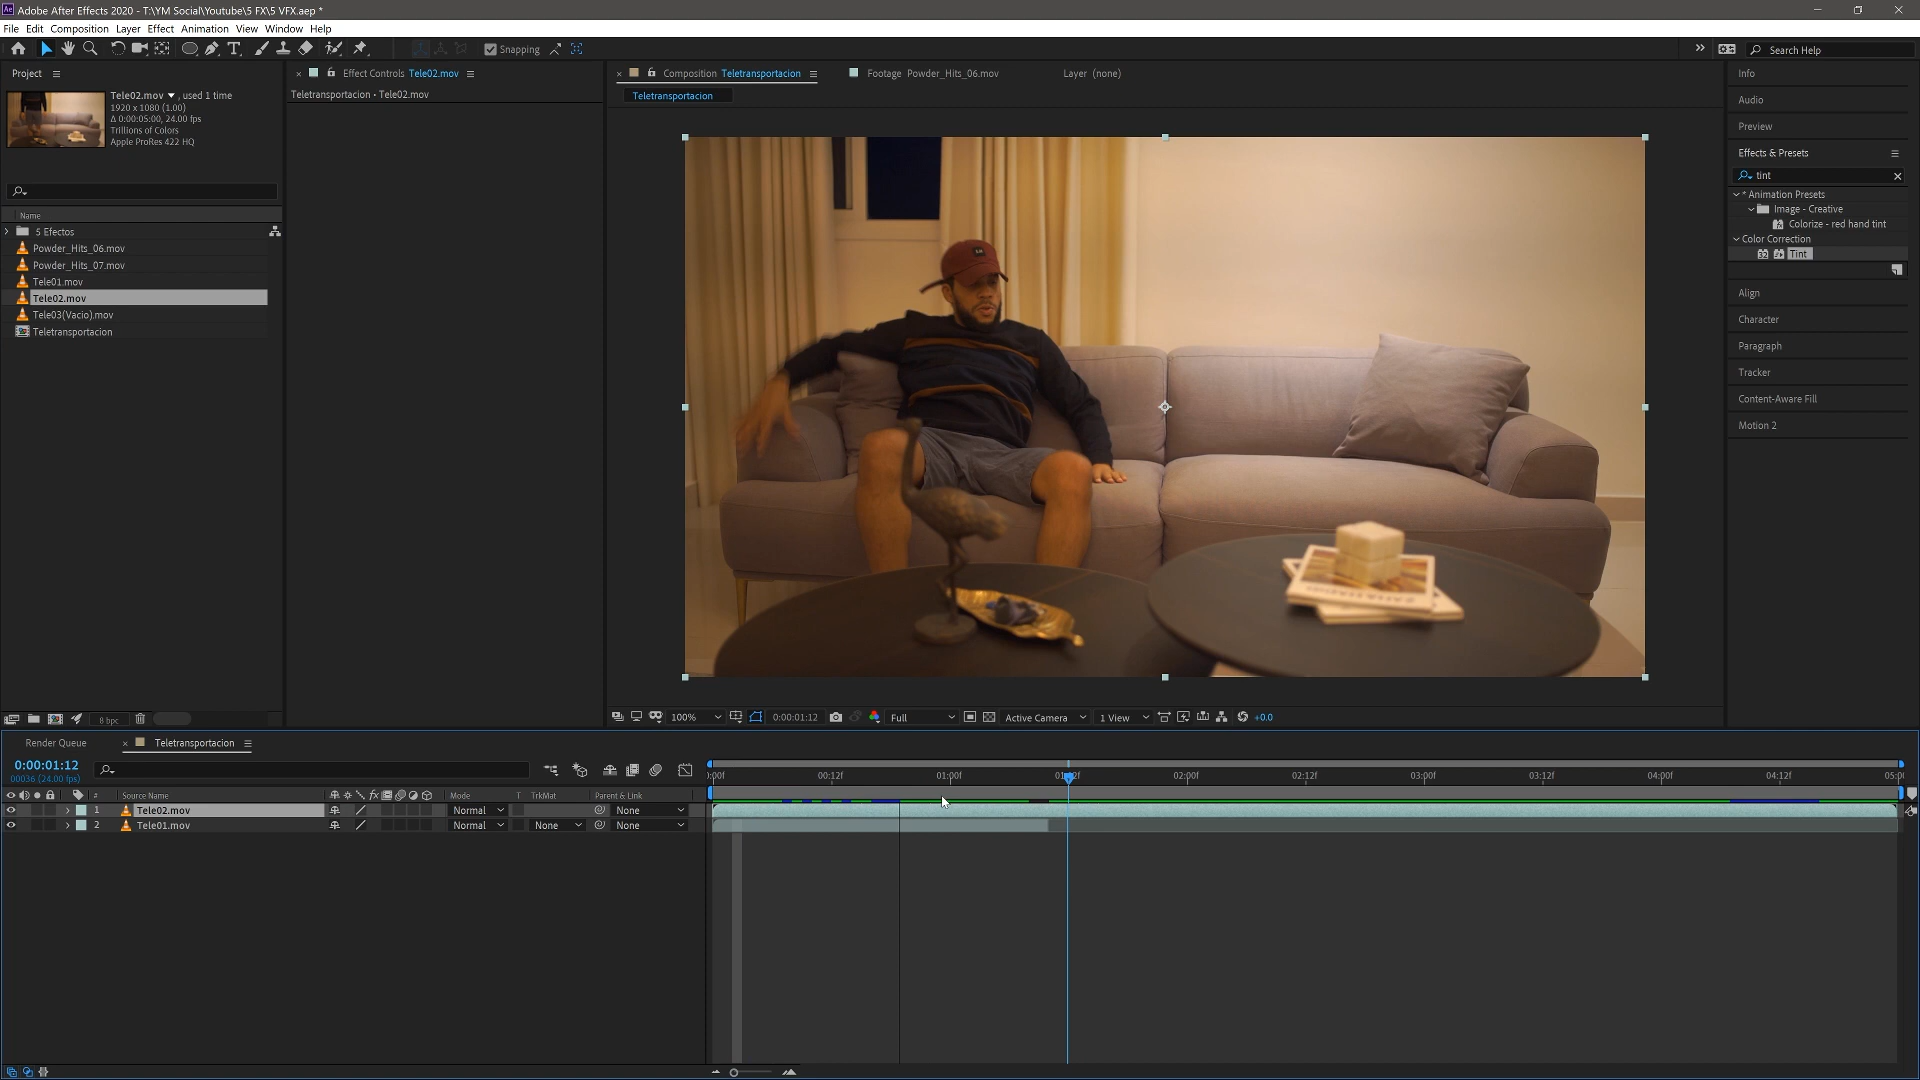 Adobe After Effects 2020 - T:\YM Social\Youtube\5 FX\5 VFX.aep *
File Edit Composition Layer Effect Animation View Window Help
Snapping
Search Help
Project
Effect Controls Tele02.mov
Composition Teletransportacion
Footage Powder_Hits_06.mov
Layer (none)
Info
Teletransportacion • Tele02.mov
Teletransportacion
Tele02.mov , used 1 time
1920 x 1080 (1.00)
Δ 0:00:05:00, 24.00 fps)
Trillions of Colors
Apple ProRes 422 HQ
Audio
Preview
Effects & Presets
tint
* Animation Presets
Image - Creative
Colorize - red hand tint
Color Correction
32 Tint
Align
Character
Paragraph
Tracker
Content-Aware Fill
Motion 2
Name
5 Efectos
Powder_Hits_06.mov
Powder_Hits_07.mov
Tele01.mov
Tele02.mov
Tele03(Vacio).mov
Teletransportacion
8 bpc
100% 0:00:01:12 Full Active Camera 1 View +0.0
Render Queue
Teletransportacion
0:00:01:12
00036 (24.00 fps)
00:12f 01:00f 02:00f 02:12f 03:00f 03:12f 04:00f 04:12f
# Source Name Mode T TrkMat Parent & Link
1 Tele02.mov Normal None
2 Tele01.mov Normal None None